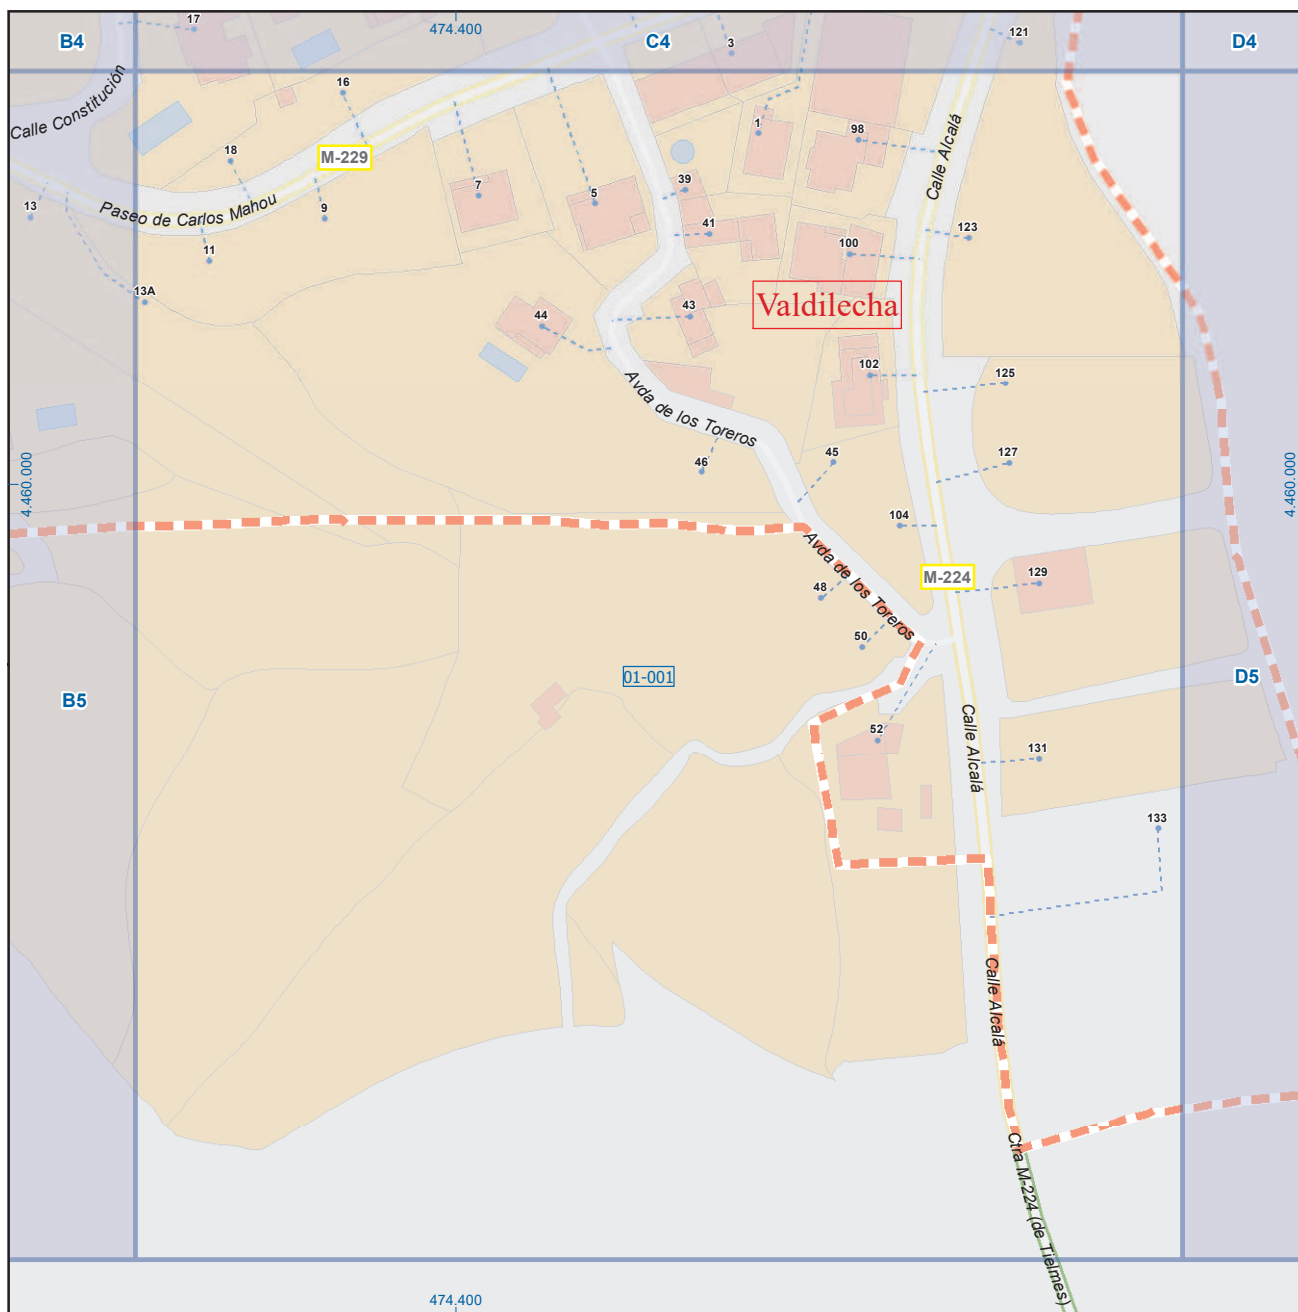 17
474.400
B4
C4
3
121
D4
Calle Constitución
16
1
98
Calle Alcalá
18
M-229
7
5
39
13
Paseo de Carlos Mahou
9
41
123
11
100
13A
Valdilecha
44
43
102
125
Avda de los Toreros
46
45
127
4.460.000
4.460.000
104
Avda de los Toreros
48
M-224
129
50
01-001
B5
D5
52
Calle Alcalá
131
133
Calle Alcalá
Ctra M-224 (de Tielmes)
474.400